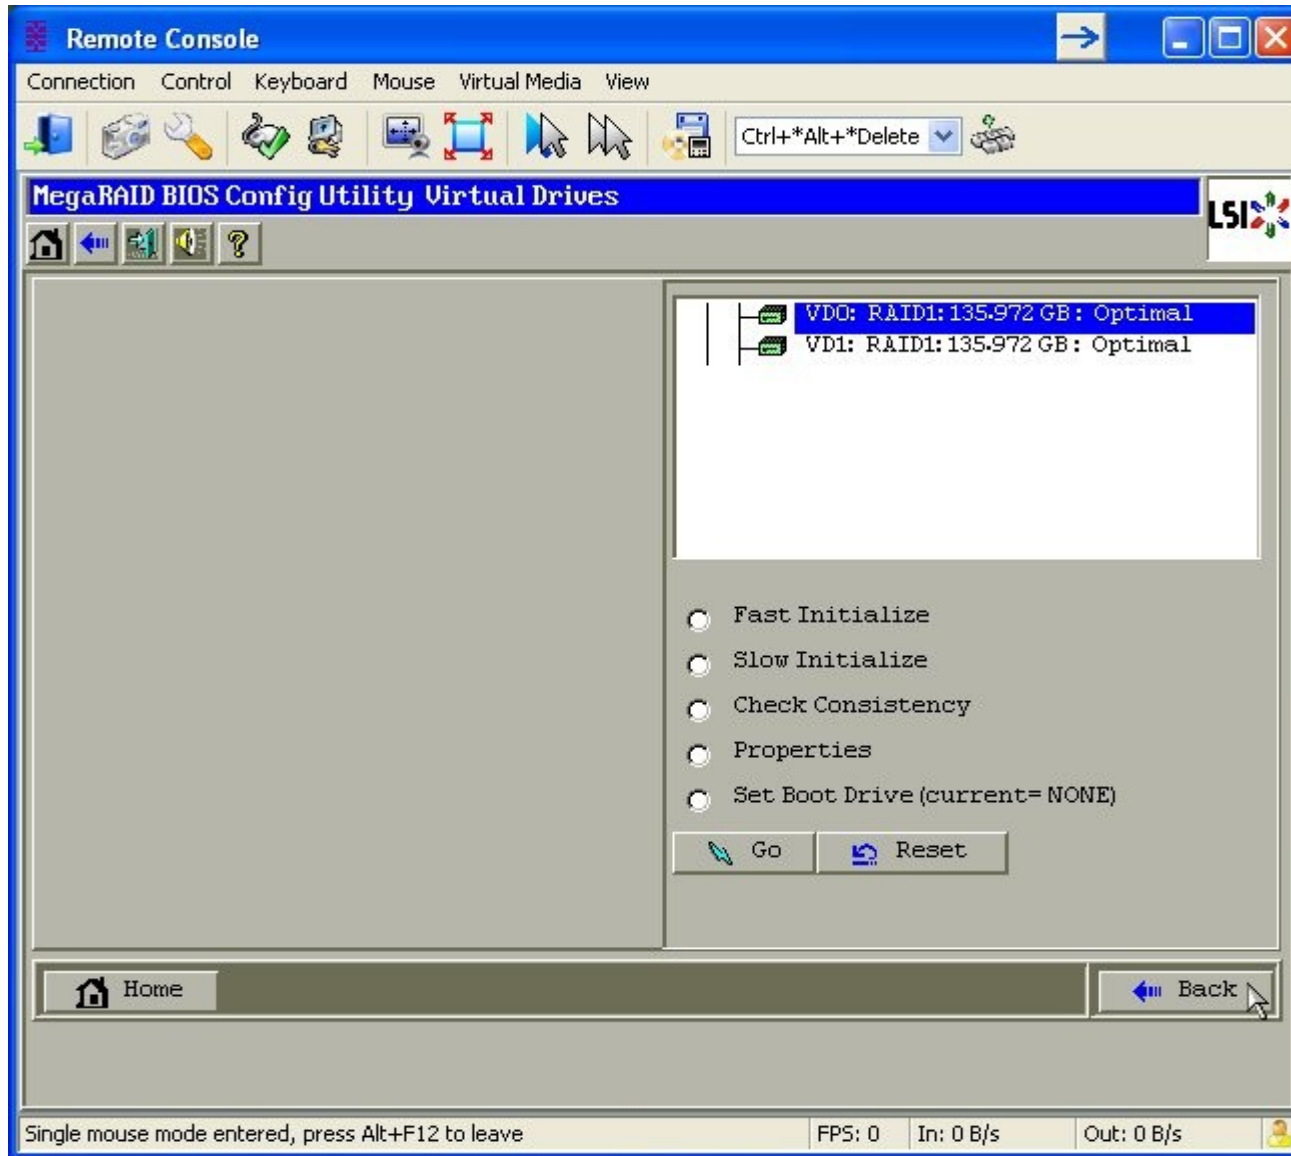 Remote Console
Connection Control Keyboard Mouse Virtual Media View
Ctrl+*Alt+*Delete
MegaRAID BIOS Config Utility Virtual Drives
LSI
?
VD0: RAID1: 135.972 GB: Optimal
VD1: RAID1: 135.972 GB: Optimal
Fast Initialize
Slow Initialize
Check Consistency
Properties
Set Boot Drive (current= NONE)
Go Reset
Home Back
Single mouse mode entered, press Alt+F12 to leave FPS: 0 In: 0 B/s Out: 0 B/s